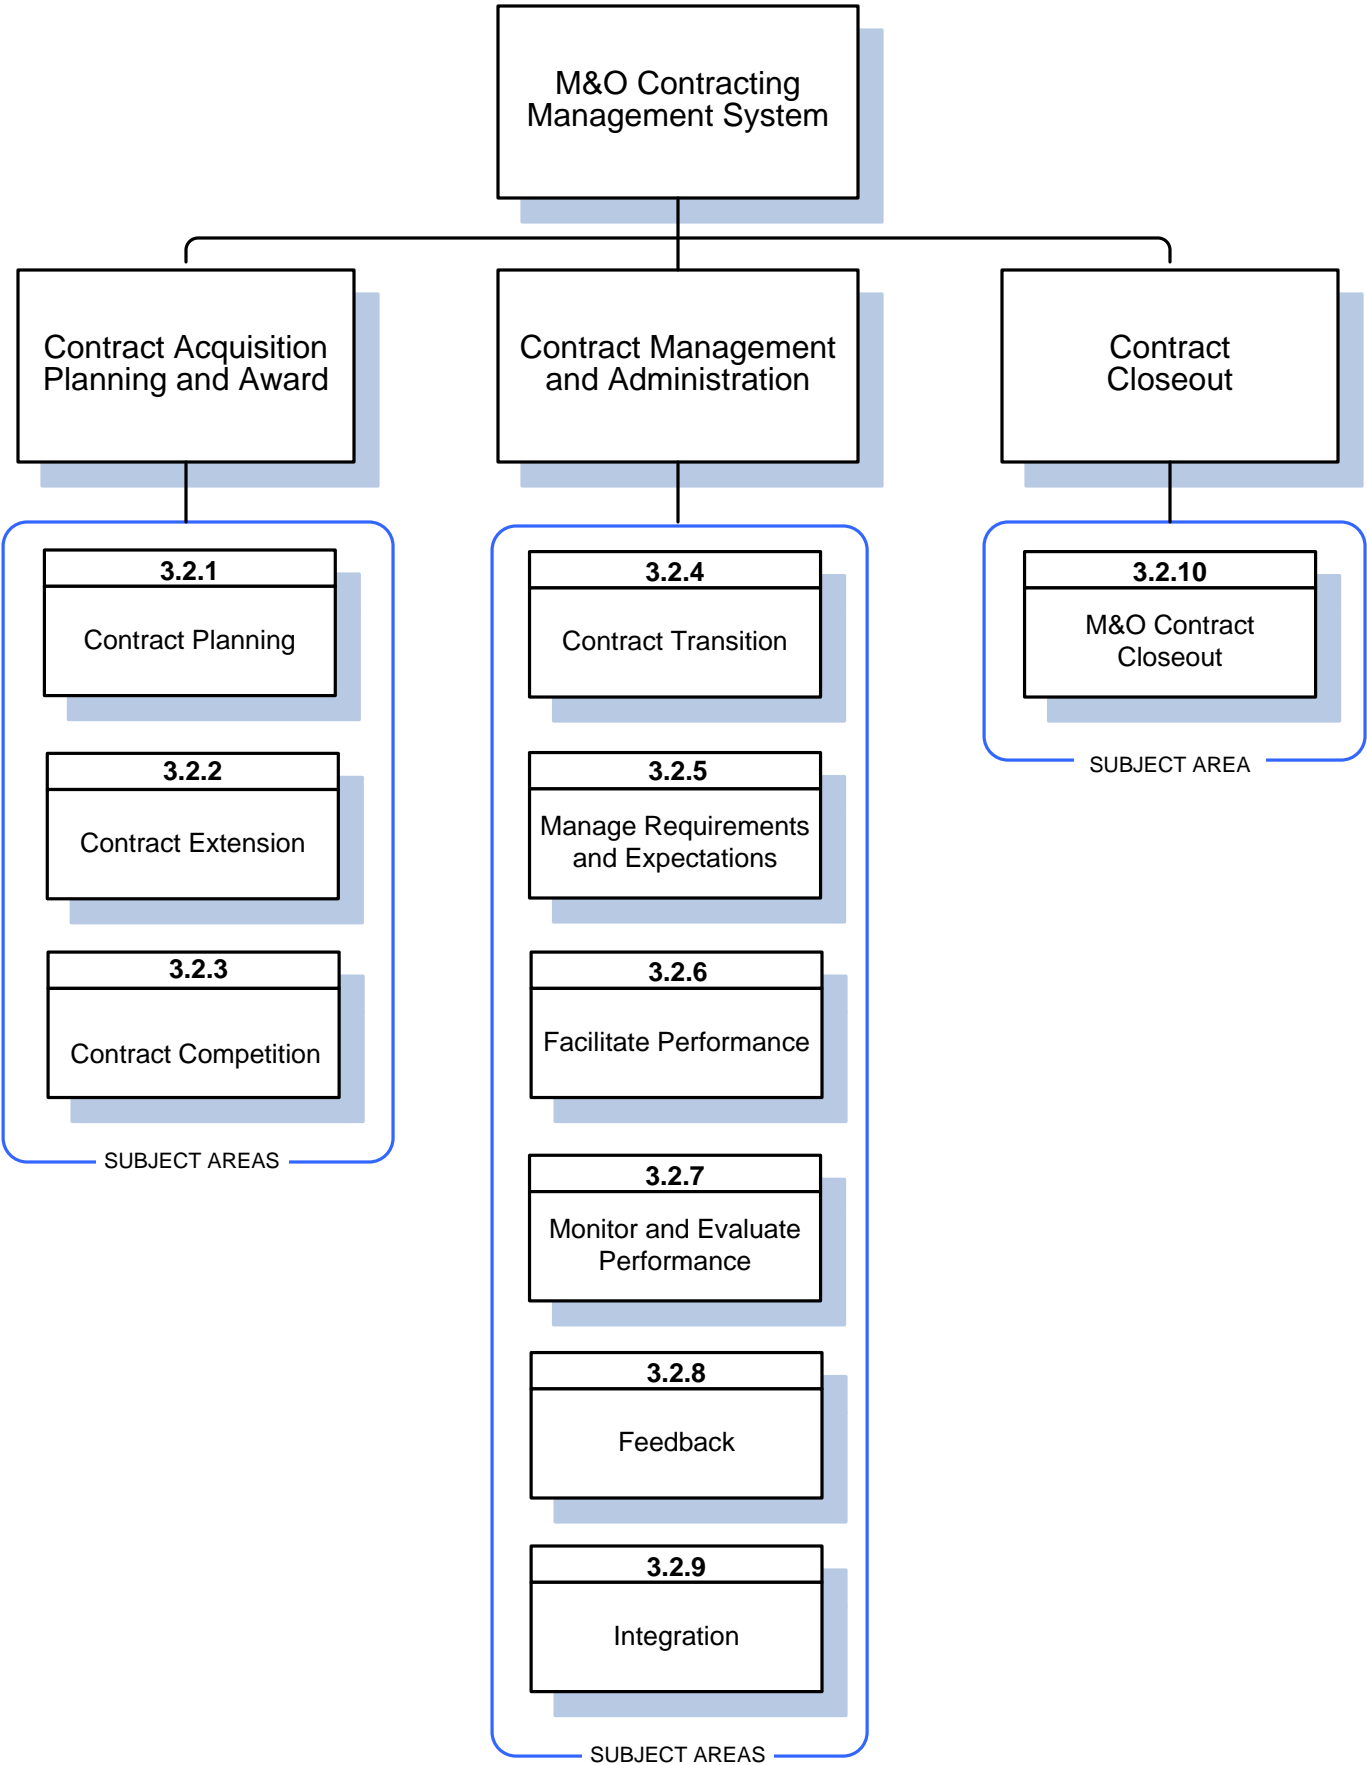 M&O Contracting
Management System
Contract Acquisition
Planning and Award
Contract Management
and Administration
Contract
Closeout
3.2.1
Contract Planning
3.2.2
Contract Extension
3.2.3
Contract Competition
SUBJECT AREAS
3.2.4
Contract Transition
3.2.5
Manage Requirements
and Expectations
3.2.6
Facilitate Performance
3.2.7
Monitor and Evaluate
Performance
3.2.8
Feedback
3.2.9
Integration
SUBJECT AREAS
3.2.10
M&O Contract
Closeout
SUBJECT AREA